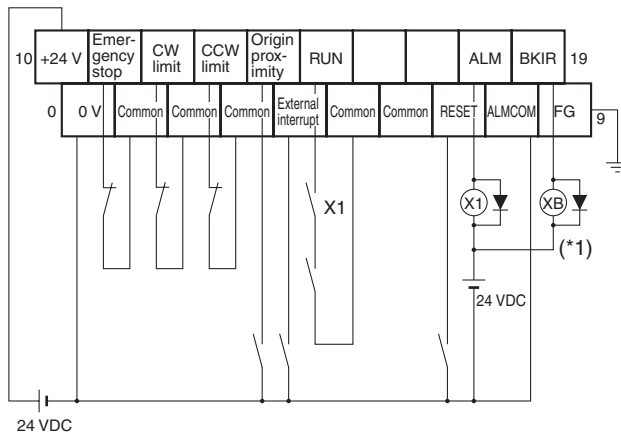 10
+24 V
Emer-
gency
stop
CW
limit
CCW
limit
Origin
prox-
imity
RUN
ALM
BKIR
19
0
0 V
Common
Common
Common
External
interrupt
Common
Common
RESET
ALMCOM
FG
9
X1
X1
XB
(*1)
24 VDC
24 VDC